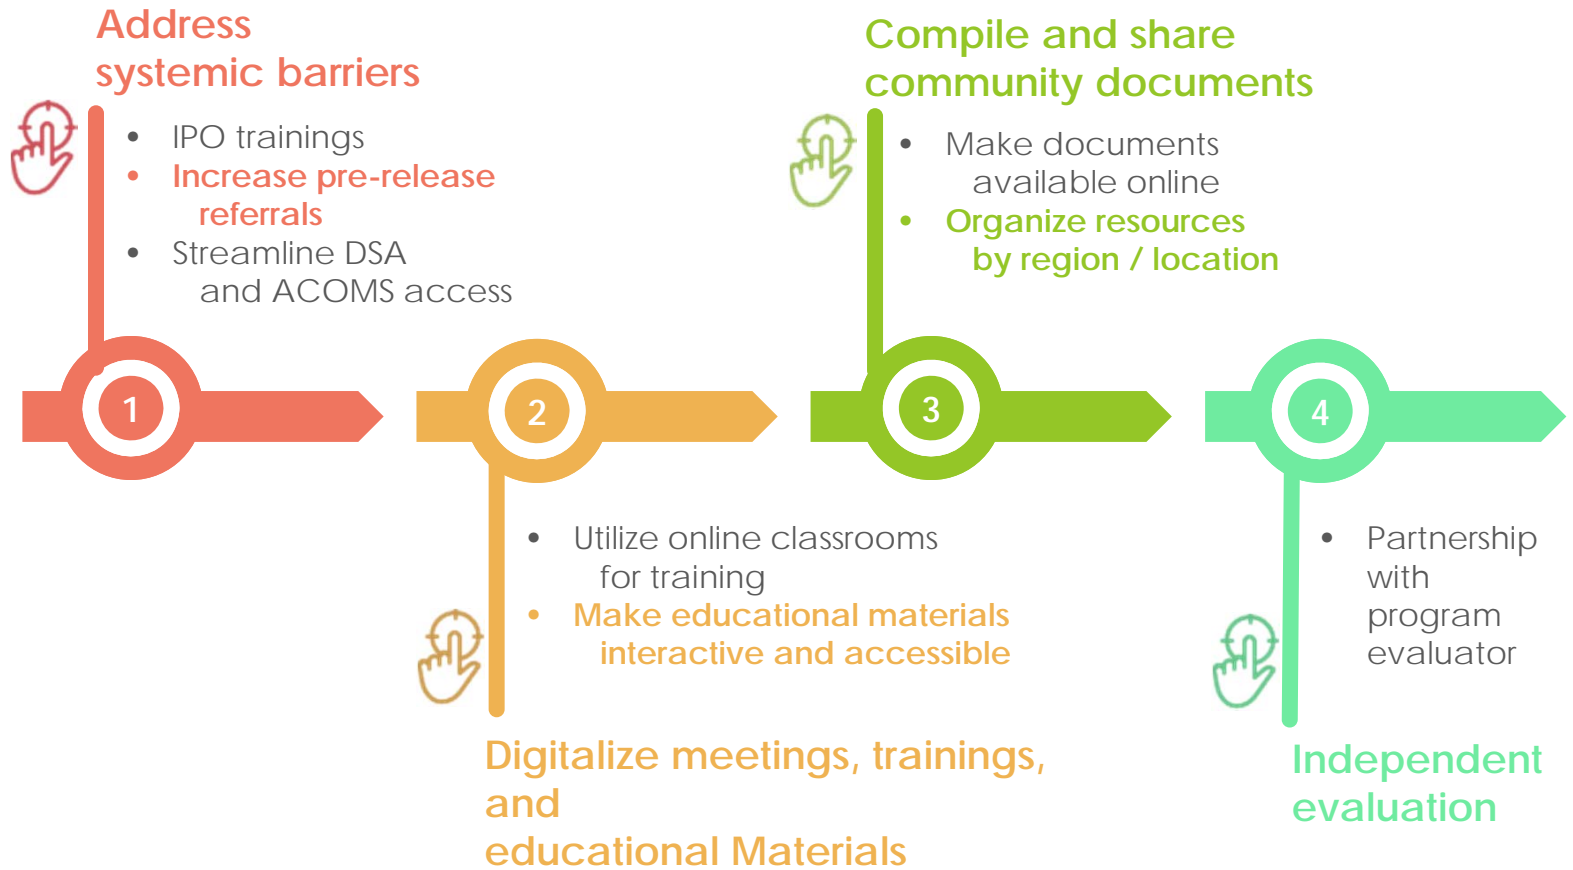 Address
systemic barriers
• IPO trainings
• Increase pre-release
referrals
• Streamline DSA
and ACOMS access
1
2
• Utilize online classrooms
for training
• Make educational materials
interactive and accessible
Digitalize meetings, trainings,
and
educational Materials
Compile and share
community documents
• Make documents
available online
• Organize resources
by region / location
3
4
• Partnership
with
program
evaluator
Independent
evaluation